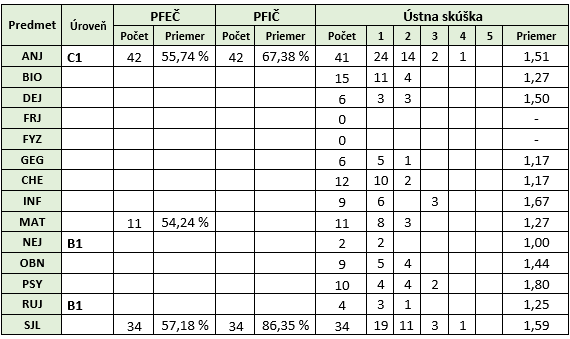 Predmet Úroveň PFEČ PFIČ Ústna skúška
Počet Priemer Počet Priemer Počet 1 2 3 4 5 Priemer
ANJ C1 42 55,74 % 42 67,38 % 41 24 14 2 1 1,51
BIO 15 11 4 1,27
DEJ 6 3 3 1,50
FRJ 0 -
FYZ 0 -
GEG 6 5 1 1,17
CHE 12 10 2 1,17
INF 9 6 3 1,67
MAT 11 54,24 % 11 8 3 1,27
NEJ B1 2 2 1,00
OBN 9 5 4 1,44
PSY 10 4 4 2 1,80
RUJ B1 4 3 1 1,25
SJL 34 57,18 % 34 86,35 % 34 19 11 3 1 1,59